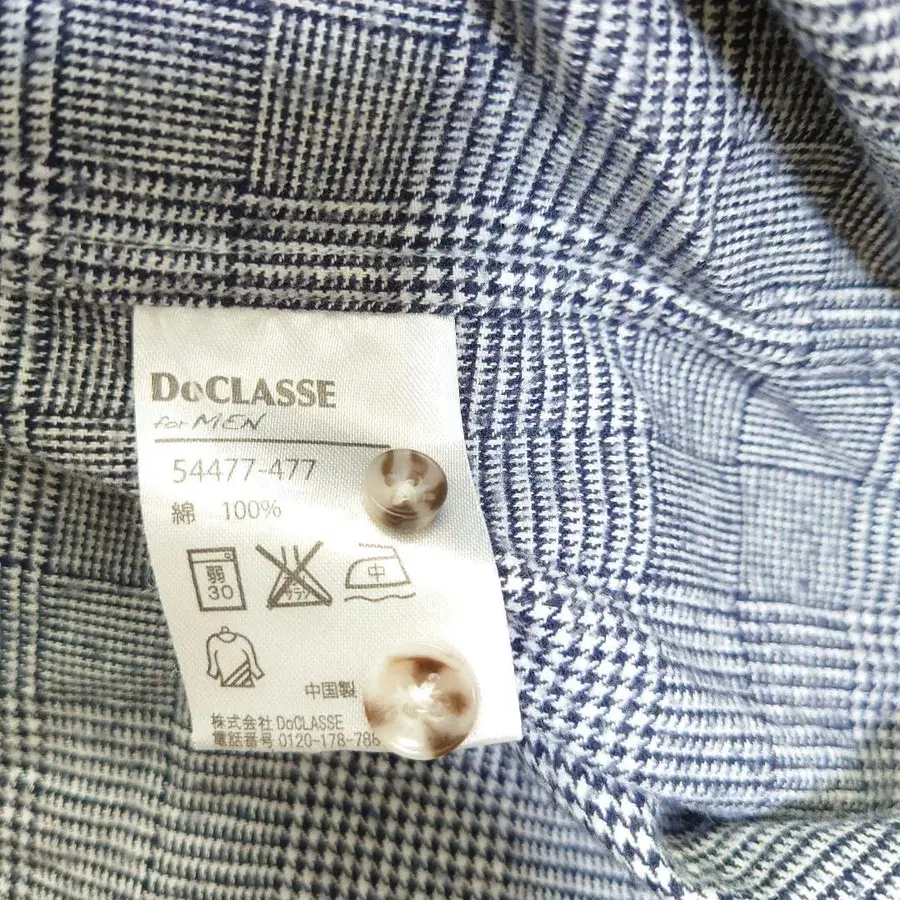 DoCLASSE
for MEN
54477-477
綿 100%
弱
30
中
中国製
株式会社 DoCLASSE
電話番号 0120-178-788